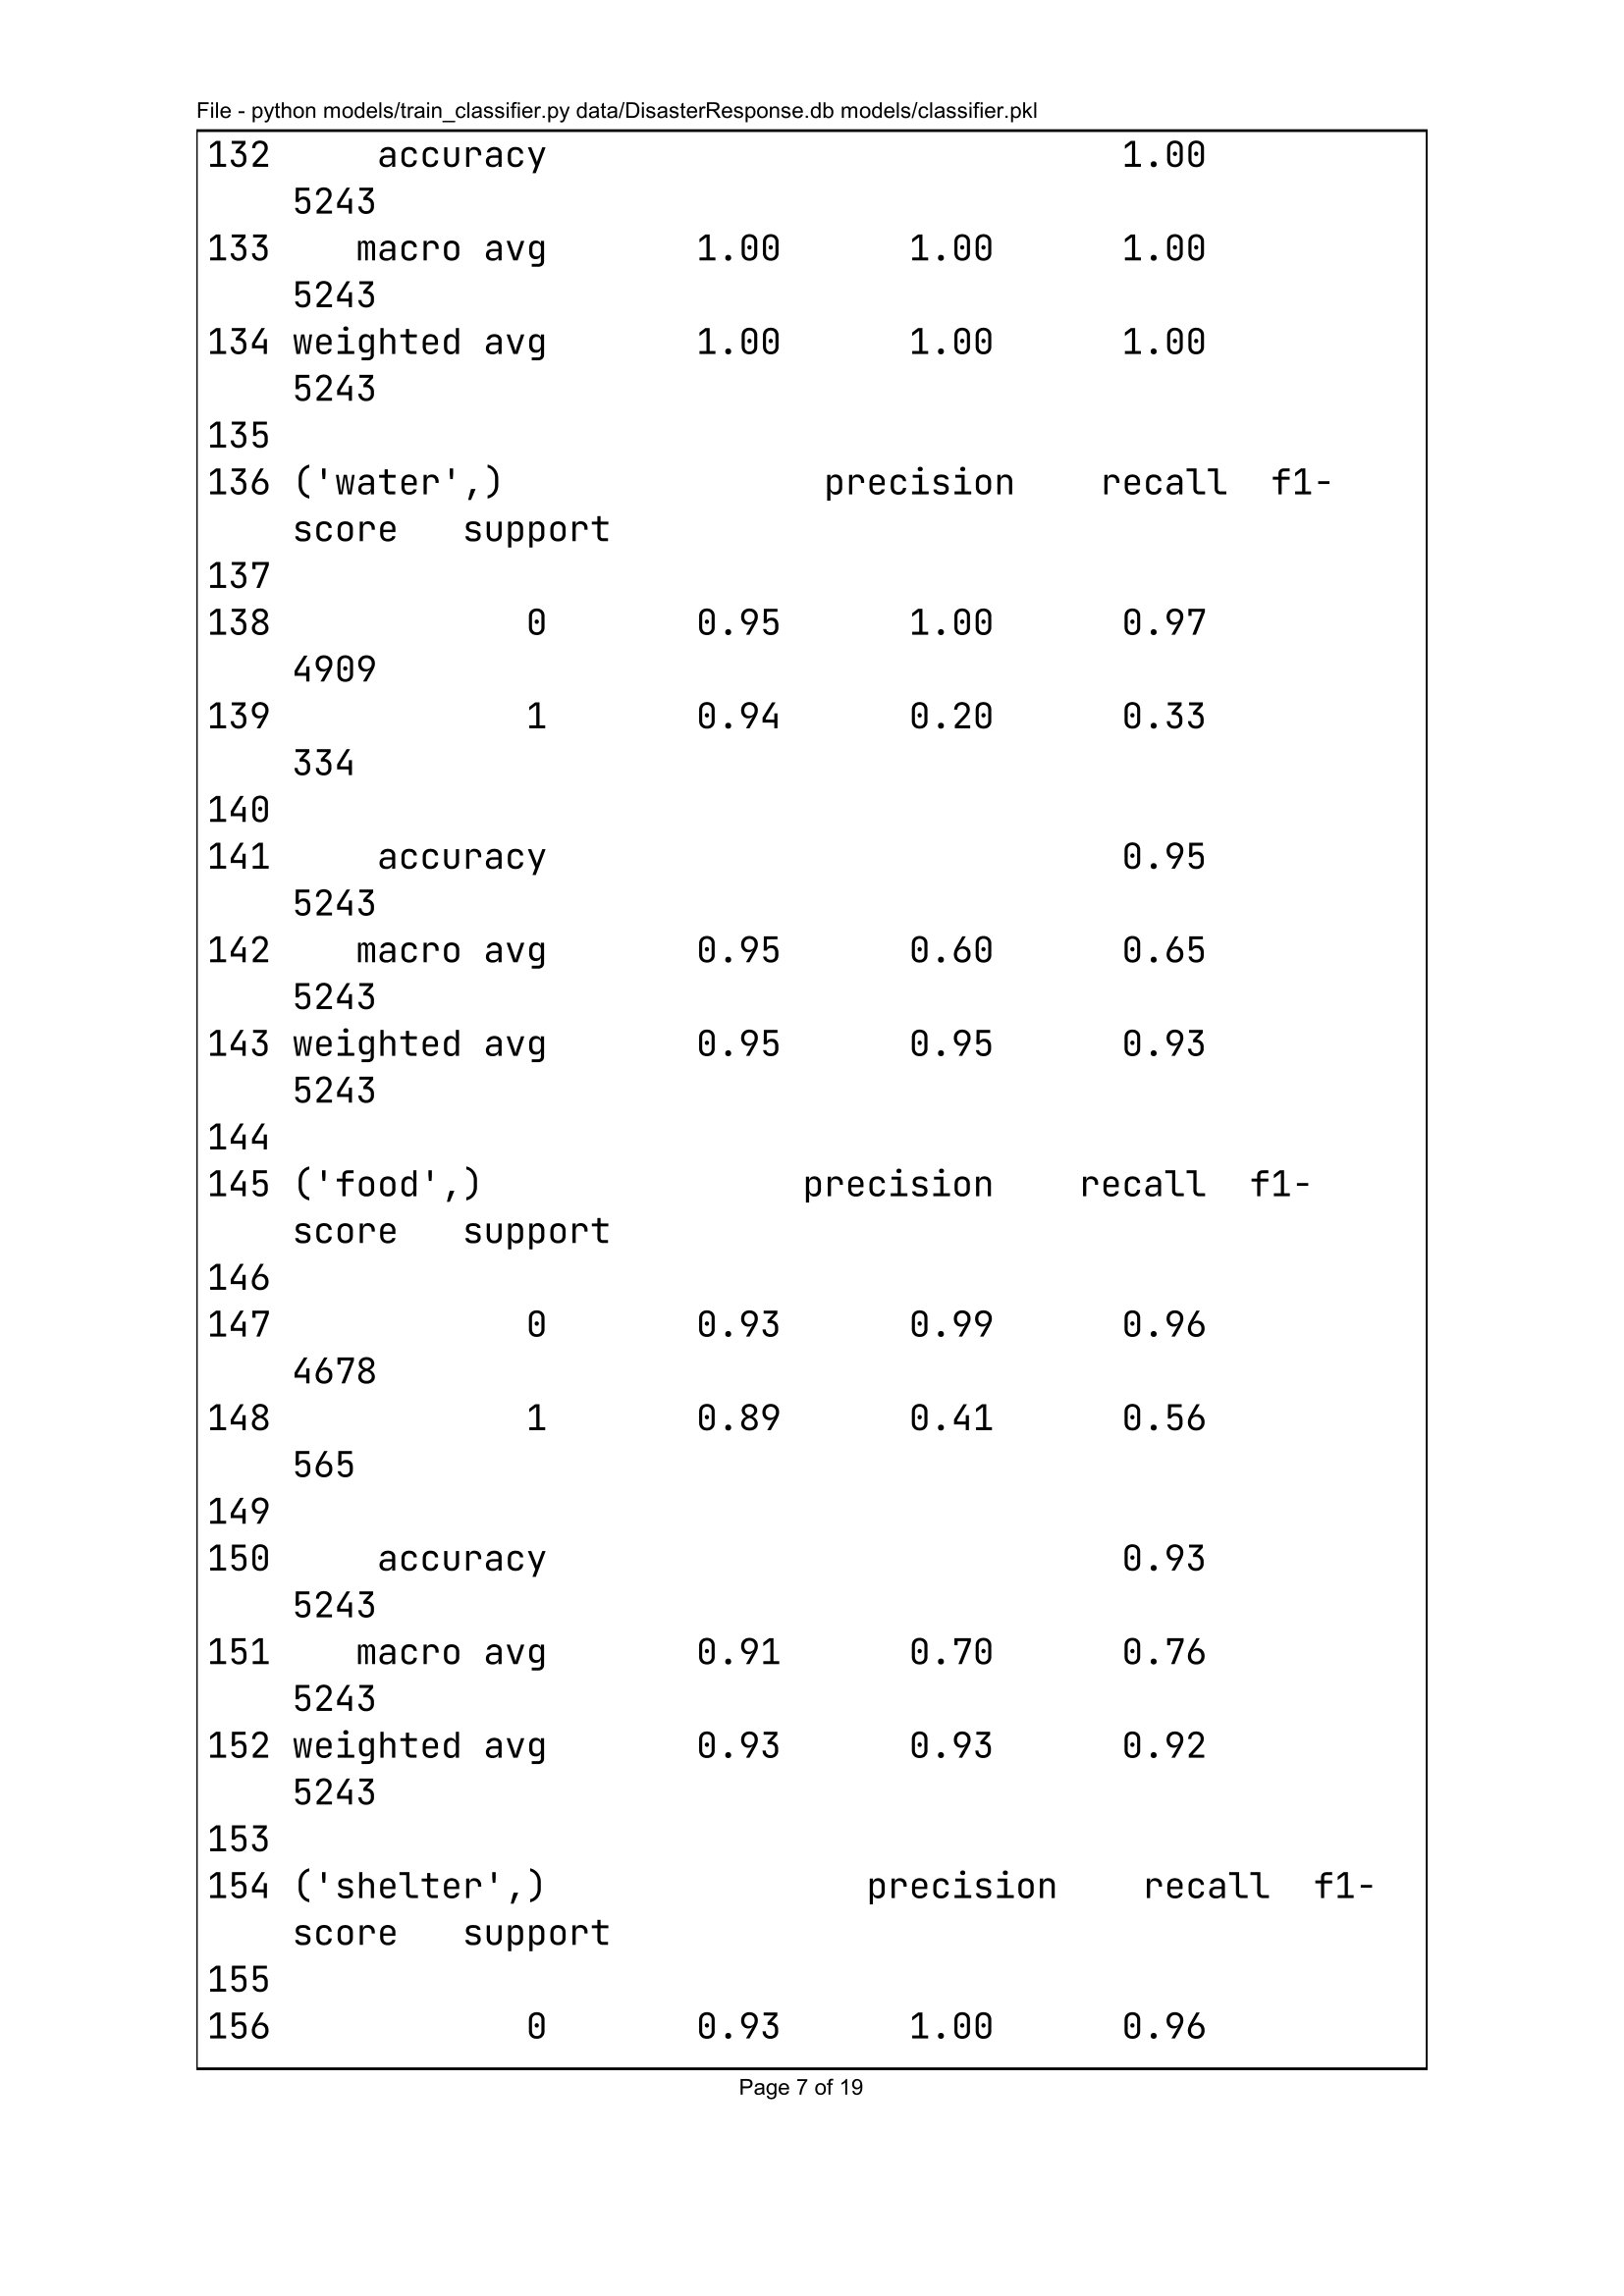 File - python models/train_classifier.py data/DisasterResponse.db models/classifier.pkl
132     accuracy                           1.00
    5243
133    macro avg       1.00      1.00      1.00
    5243
134 weighted avg       1.00      1.00      1.00
    5243
135
136 ('water',)               precision    recall  f1-
    score   support
137
138           0       0.95      1.00      0.97
    4909
139           1       0.94      0.20      0.33
    334
140
141     accuracy                           0.95
    5243
142    macro avg       0.95      0.60      0.65
    5243
143 weighted avg       0.95      0.95      0.93
    5243
144
145 ('food',)               precision    recall  f1-
    score   support
146
147           0       0.93      0.99      0.96
    4678
148           1       0.89      0.41      0.56
    565
149
150     accuracy                           0.93
    5243
151    macro avg       0.91      0.70      0.76
    5243
152 weighted avg       0.93      0.93      0.92
    5243
153
154 ('shelter',)               precision    recall  f1-
    score   support
155
156           0       0.93      1.00      0.96
Page 7 of 19